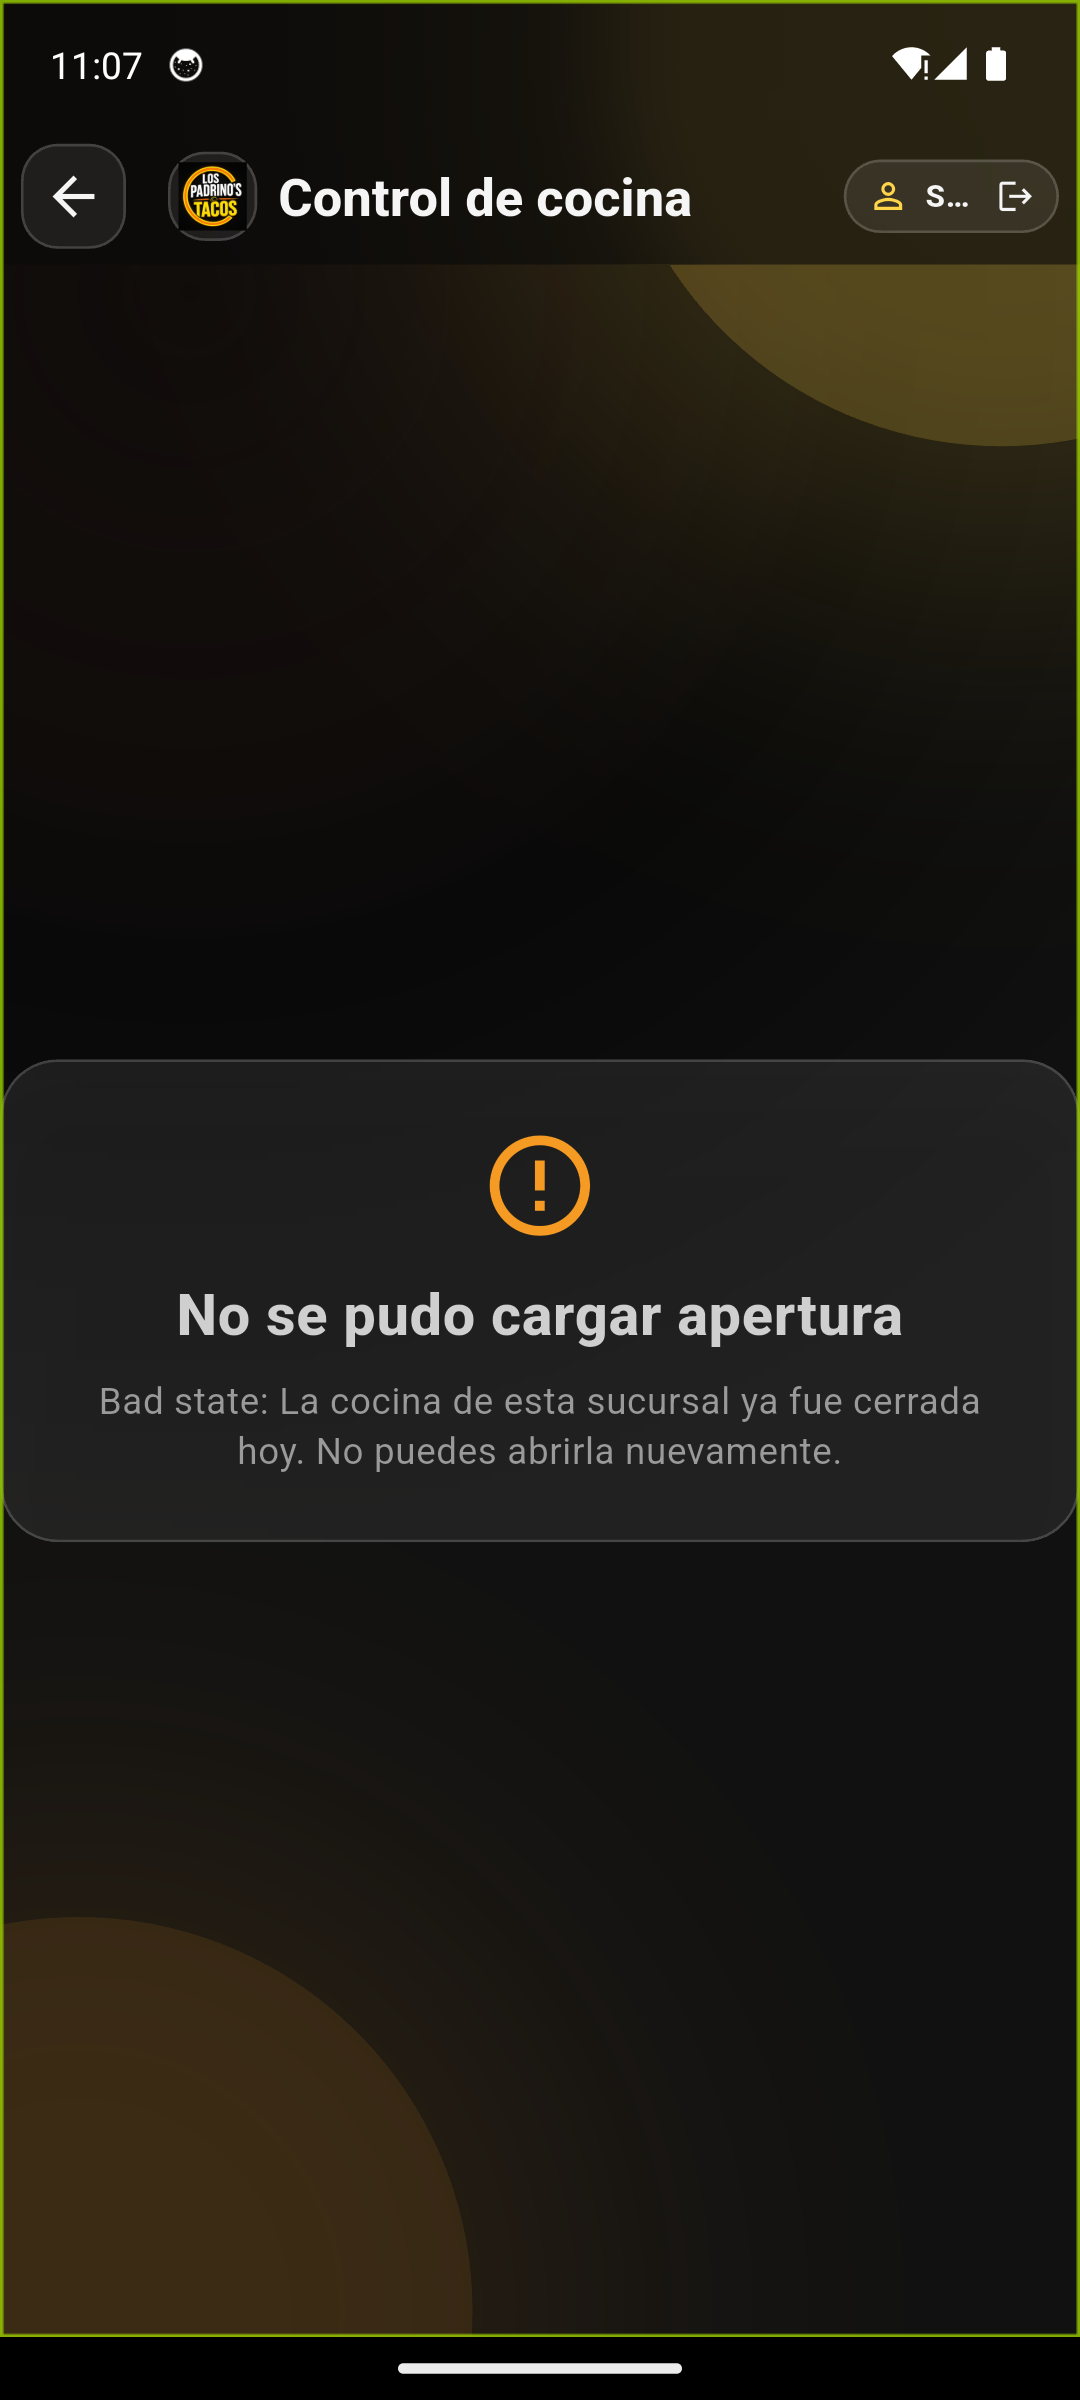 11:07
LOS
PADRINO'S
TACOS
Control de cocina
S...
No se pudo cargar apertura
Bad state: La cocina de esta sucursal ya fue cerrada
hoy. No puedes abrirla nuevamente.